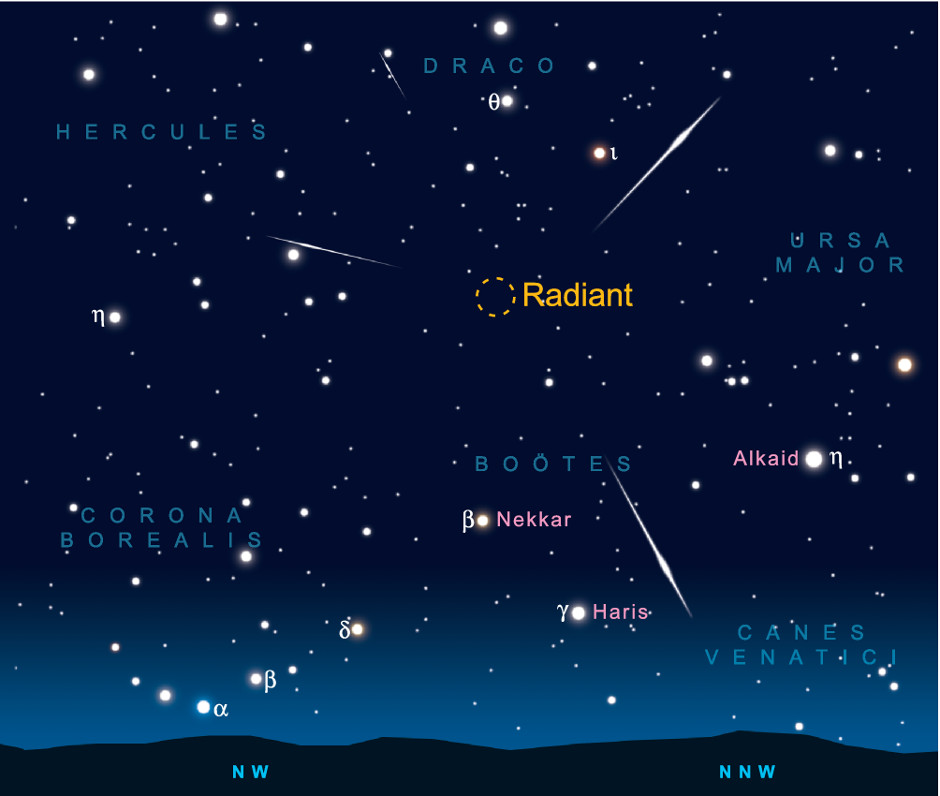 DRACO
θ
HERCULES
ι
URSA
MAJOR
Radiant
η
BOÖTES
Alkaid η
CORONA
BOREALIS
β Nekkar
γ Haris
δ
CANES
VENATICI
β
α
NW
NNW